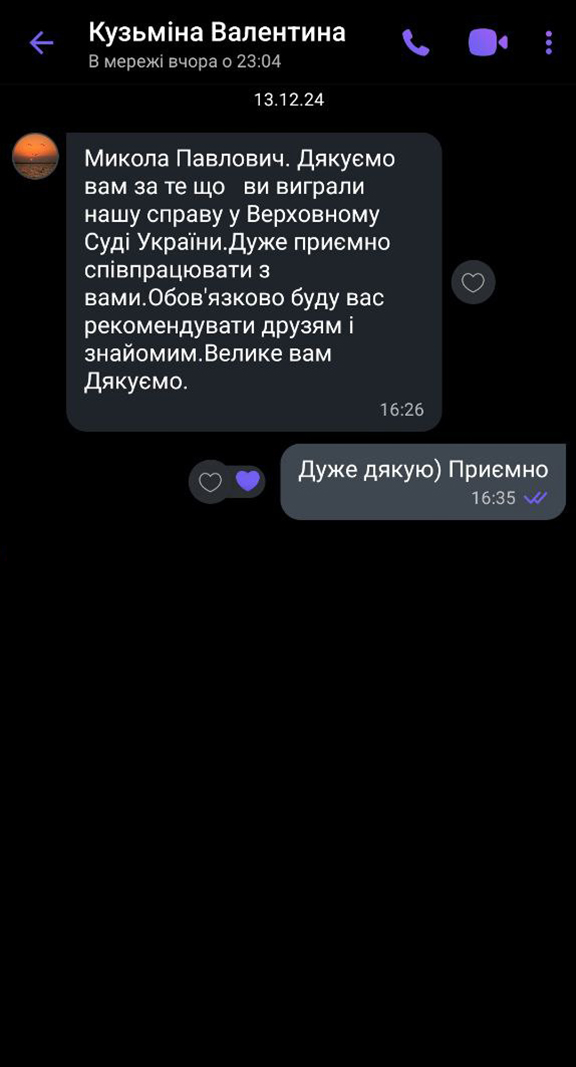 Кузьміна Валентина
В мережі вчора о 23:04
13.12.24
Микола Павлович. Дякуємо
вам за те що   ви виграли
нашу справу у Верховному
Суді України.Дуже приємно
співпрацювати з
вами.Обов'язково буду вас
рекомендувати друзям і
знайомим.Велике вам
Дякуємо.
16:26
Дуже дякую) Приємно
16:35